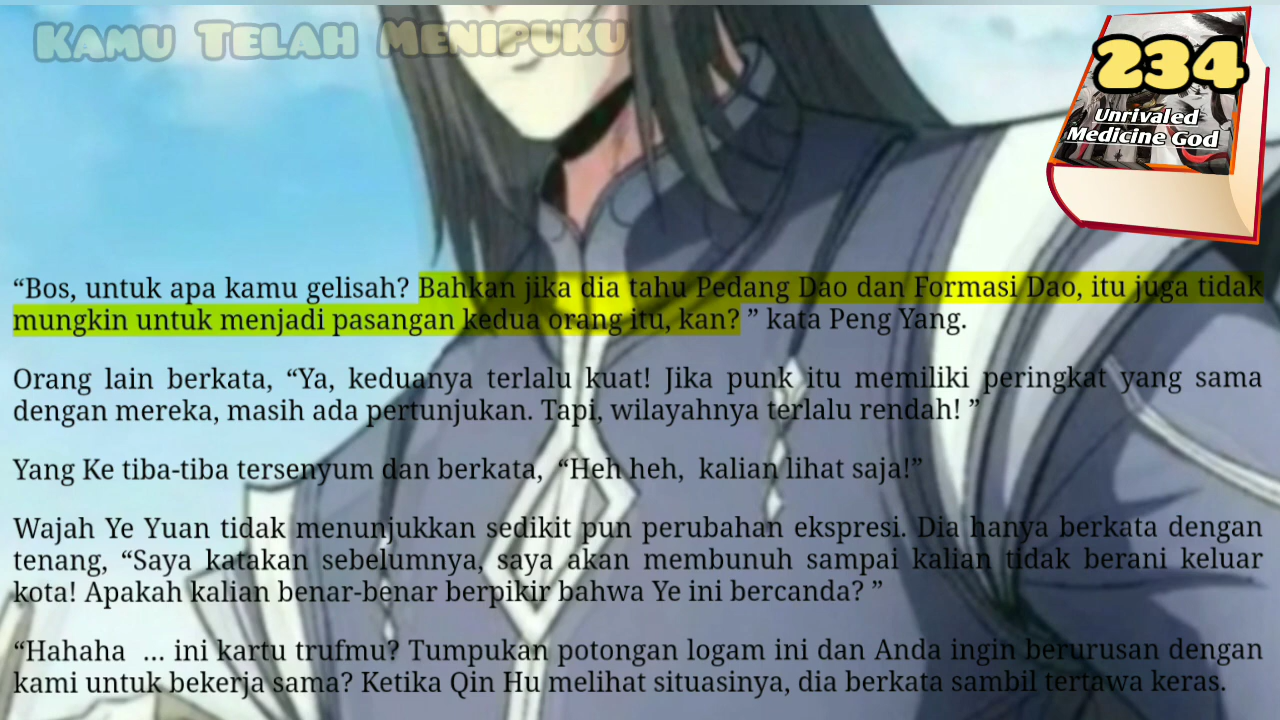 Kamu Telah Menipuku
234
Unrivaled
Medicine God
“Bos, untuk apa kamu gelisah? Bahkan jika dia tahu Pedang Dao dan Formasi Dao, itu juga tidak
mungkin untuk menjadi pasangan kedua orang itu, kan? ” kata Peng Yang.
Orang lain berkata, “Ya, keduanya terlalu kuat! Jika punk itu memiliki peringkat yang sama
dengan mereka, masih ada pertunjukan. Tapi, wilayahnya terlalu rendah! ”
Yang Ke tiba-tiba tersenyum dan berkata, “Heh heh, kalian lihat saja!”
Wajah Ye Yuan tidak menunjukkan sedikit pun perubahan ekspresi. Dia hanya berkata dengan
tenang, “Saya katakan sebelumnya, saya akan membunuh sampai kalian tidak berani keluar
kota! Apakah kalian benar-benar berpikir bahwa Ye ini bercanda? ”
“Hahaha … ini kartu trufmu? Tumpukan potongan logam ini dan Anda ingin berurusan dengan
kami untuk bekerja sama? Ketika Qin Hu melihat situasinya, dia berkata sambil tertawa keras.